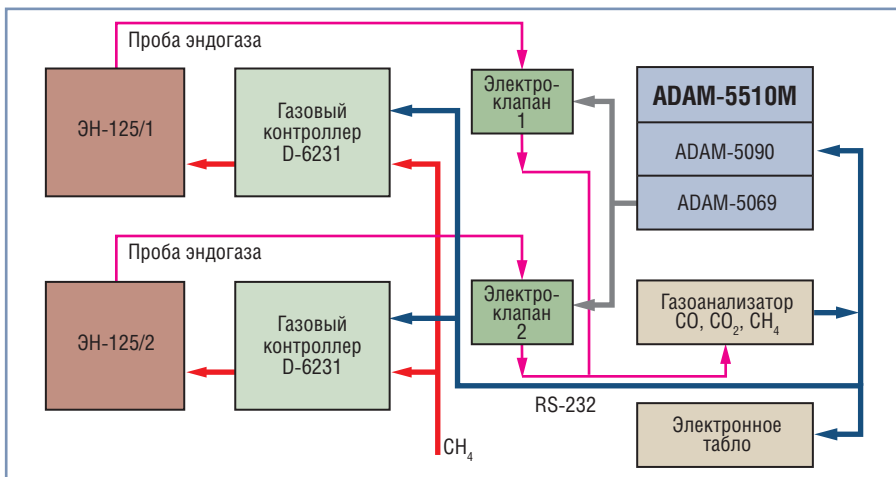 Проба эндогаза
ЭН-125/1
Газовый
контроллер
D-6231
Электро-
клапан
1
ADAM-5510M
ADAM-5090
ADAM-5069
Проба эндогаза
ЭН-125/2
Газовый
контроллер
D-6231
Электро-
клапан
2
Газоанализатор
CO, CO₂, CH₄
RS-232
Электронное
табло
CH₄